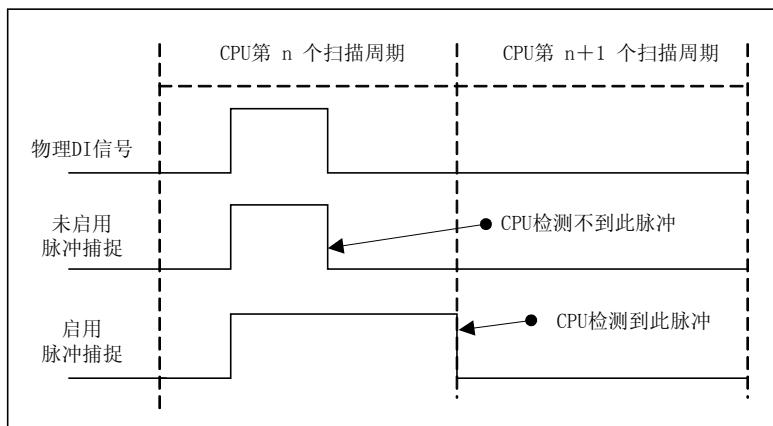 CPU第 n 个扫描周期
CPU第 n＋1 个扫描周期
物理DI信号
未启用
脉冲捕捉
CPU检测不到此脉冲
启用
脉冲捕捉
CPU检测到此脉冲